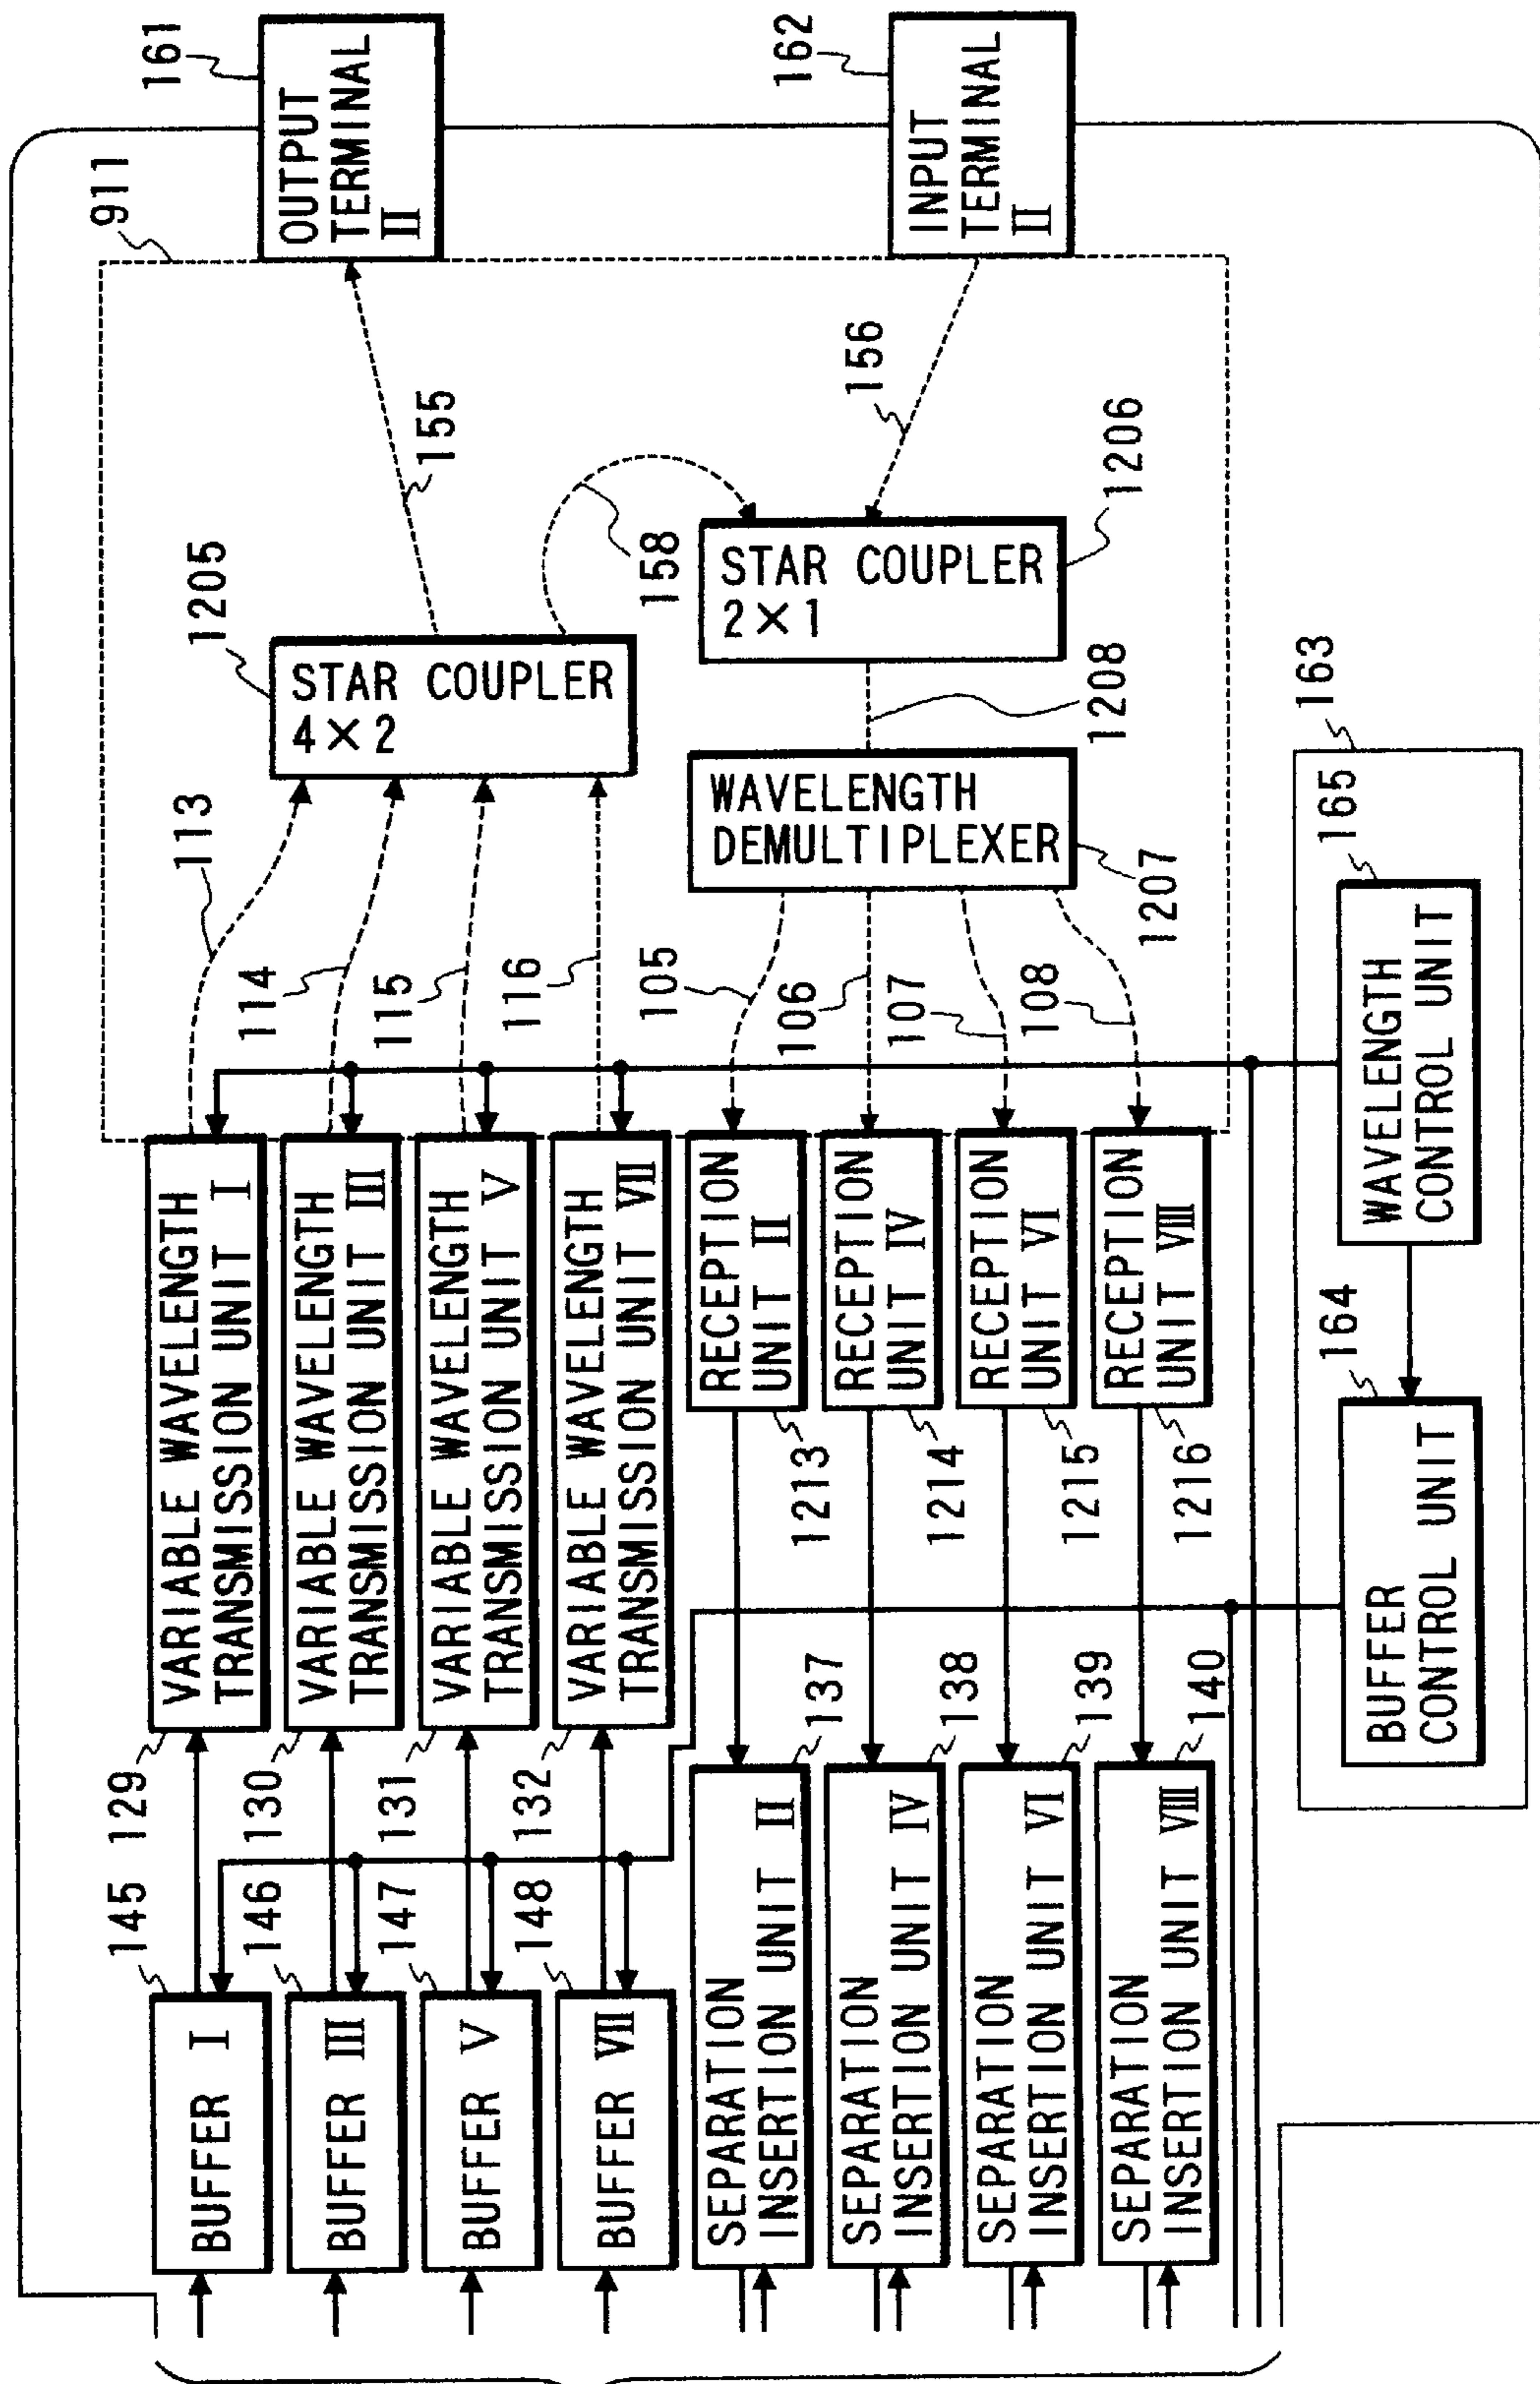 911
161
OUTPUT
TERMINAL
II
162
INPUT
TERMINAL
II
155
156
158
1205
STAR COUPLER
4×2
1206
STAR COUPLER
2×1
1208
WAVELENGTH
DEMULTIPLEXER
1207
113
114
115
116
105
106
107
108
129
VARIABLE WAVELENGTH
TRANSMISSION UNIT I
130
VARIABLE WAVELENGTH
TRANSMISSION UNIT III
131
VARIABLE WAVELENGTH
TRANSMISSION UNIT V
132
VARIABLE WAVELENGTH
TRANSMISSION UNIT VII
RECEPTION
UNIT II
1213
RECEPTION
UNIT IV
1214
RECEPTION
UNIT VI
1215
RECEPTION
UNIT VIII
1216
145
BUFFER I
146
BUFFER III
147
BUFFER V
148
BUFFER VII
137
SEPARATION
INSERTION UNIT II
138
SEPARATION
INSERTION UNIT IV
139
SEPARATION
INSERTION UNIT VI
140
SEPARATION
INSERTION UNIT VIII
163
164
BUFFER
CONTROL UNIT
165
WAVELENGTH
CONTROL UNIT